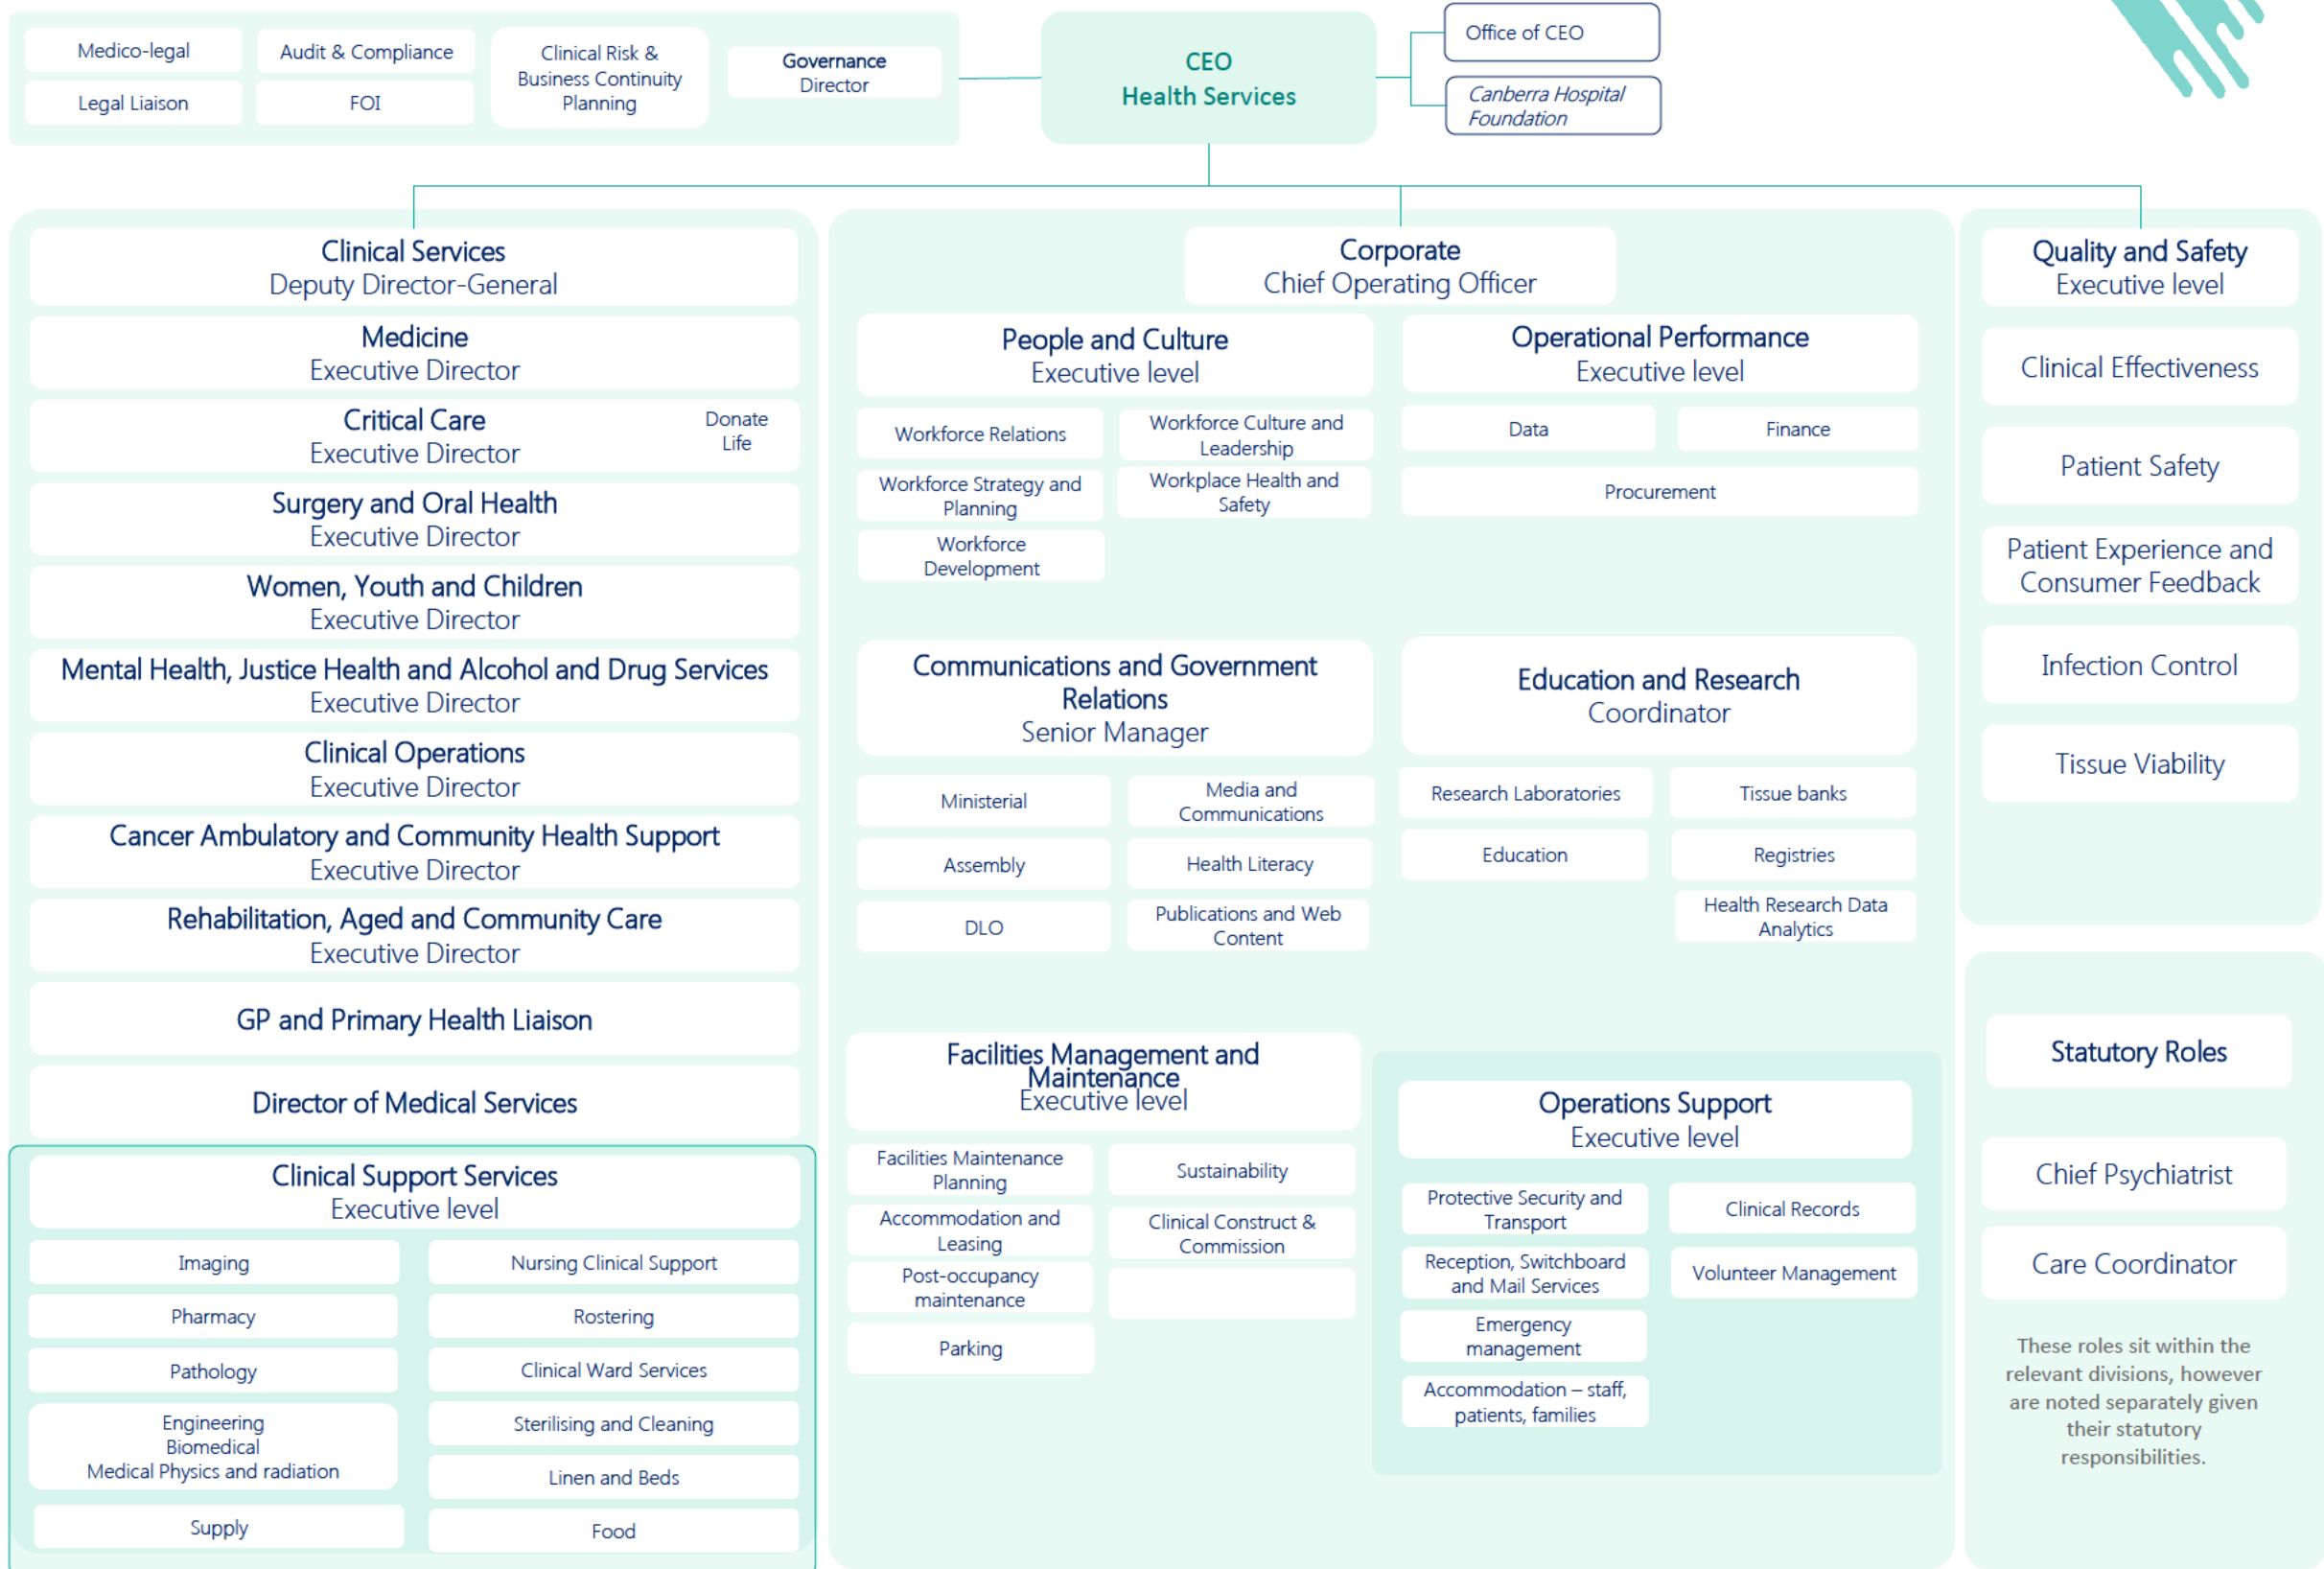 Medico-legal
Audit & Compliance
Legal Liaison
FOI
Clinical Risk &
Business Continuity
Planning
Governance
Director
CEO
Health Services
Office of CEO
Canberra Hospital
Foundation
Clinical Services
Deputy Director-General
Medicine
Executive Director
Critical Care
Executive Director
Donate
Life
Surgery and Oral Health
Executive Director
Women, Youth and Children
Executive Director
Mental Health, Justice Health and Alcohol and Drug Services
Executive Director
Clinical Operations
Executive Director
Cancer Ambulatory and Community Health Support
Executive Director
Rehabilitation, Aged and Community Care
Executive Director
GP and Primary Health Liaison
Director of Medical Services
Clinical Support Services
Executive level
Imaging
Nursing Clinical Support
Pharmacy
Rostering
Pathology
Clinical Ward Services
Engineering
Biomedical
Medical Physics and radiation
Sterilising and Cleaning
Linen and Beds
Supply
Food
Corporate
Chief Operating Officer
People and Culture
Executive level
Workforce Relations
Workforce Culture and
Leadership
Workforce Strategy and
Planning
Workplace Health and
Safety
Workforce
Development
Operational Performance
Executive level
Data
Finance
Procurement
Communications and Government
Relations
Senior Manager
Ministerial
Media and
Communications
Assembly
Health Literacy
DLO
Publications and Web
Content
Education and Research
Coordinator
Research Laboratories
Tissue banks
Education
Registries
Health Research Data
Analytics
Facilities Management and
Maintenance
Executive level
Facilities Maintenance
Planning
Sustainability
Accommodation and
Leasing
Clinical Construct &
Commission
Post-occupancy
maintenance
Parking
Operations Support
Executive level
Protective Security and
Transport
Clinical Records
Reception, Switchboard
and Mail Services
Volunteer Management
Emergency
management
Accommodation – staff,
patients, families
Quality and Safety
Executive level
Clinical Effectiveness
Patient Safety
Patient Experience and
Consumer Feedback
Infection Control
Tissue Viability
Statutory Roles
Chief Psychiatrist
Care Coordinator
These roles sit within the
relevant divisions, however
are noted separately given
their statutory
responsibilities.